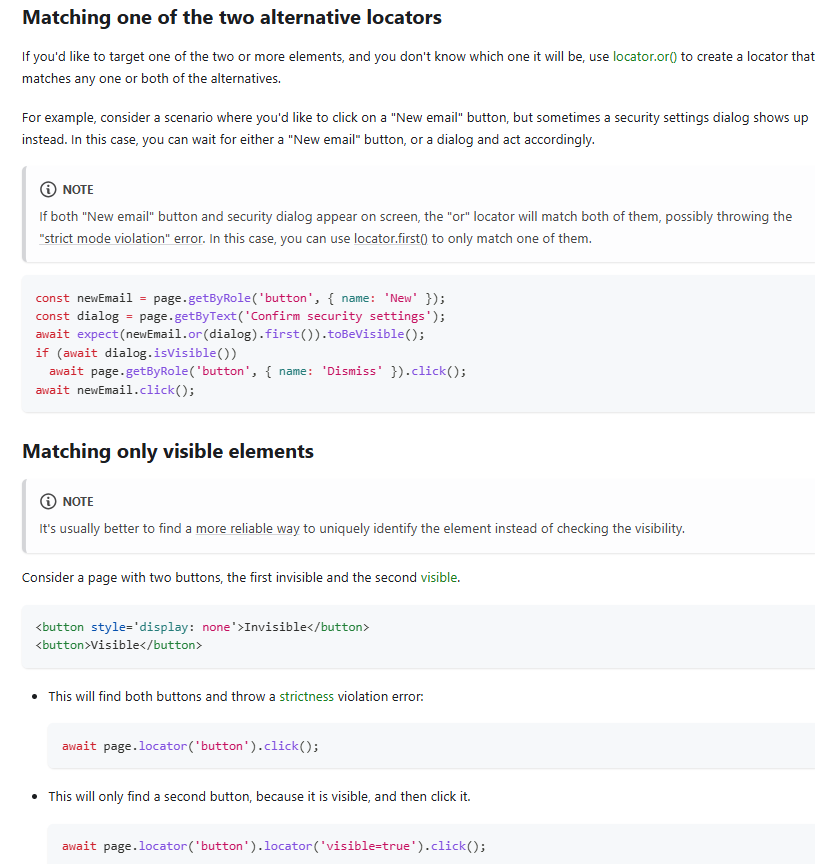 Matching one of the two alternative locators
If you'd like to target one of the two or more elements, and you don't know which one it will be, use locator.or() to create a locator that
matches any one or both of the alternatives.
For example, consider a scenario where you'd like to click on a "New email" button, but sometimes a security settings dialog shows up
instead. In this case, you can wait for either a "New email" button, or a dialog and act accordingly.
NOTE
If both "New email" button and security dialog appear on screen, the "or" locator will match both of them, possibly throwing the
"strict mode violation" error. In this case, you can use locator.first() to only match one of them.
const newEmail = page.getByRole('button', { name: 'New' });
const dialog = page.getByText('Confirm security settings');
await expect(newEmail.or(dialog).first()).toBeVisible();
if (await dialog.isVisible())
  await page.getByRole('button', { name: 'Dismiss' }).click();
await newEmail.click();
Matching only visible elements
NOTE
It's usually better to find a more reliable way to uniquely identify the element instead of checking the visibility.
Consider a page with two buttons, the first invisible and the second visible.
<button style='display: none'>Invisible</button>
<button>Visible</button>
• This will find both buttons and throw a strictness violation error:
await page.locator('button').click();
• This will only find a second button, because it is visible, and then click it.
await page.locator('button').locator('visible=true').click();